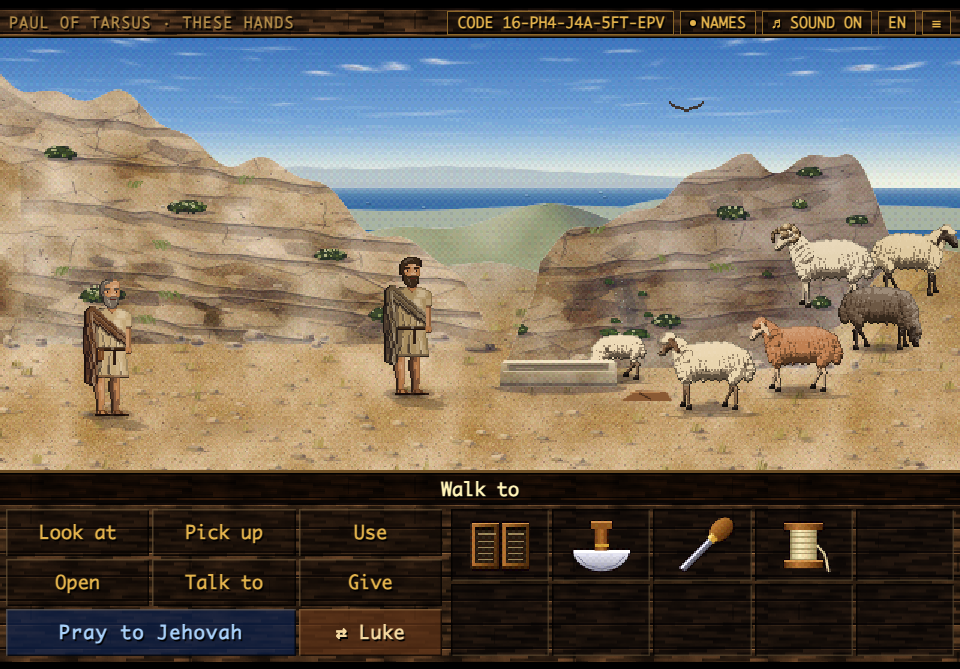 PAUL OF TARSUS · THESE HANDS
CODE 16-PH4-J4A-5FT-EPV
• NAMES
♬ SOUND ON
EN
≡
Walk to
Look at
Pick up
Use
Open
Talk to
Give
Pray to Jehovah
⇄ Luke